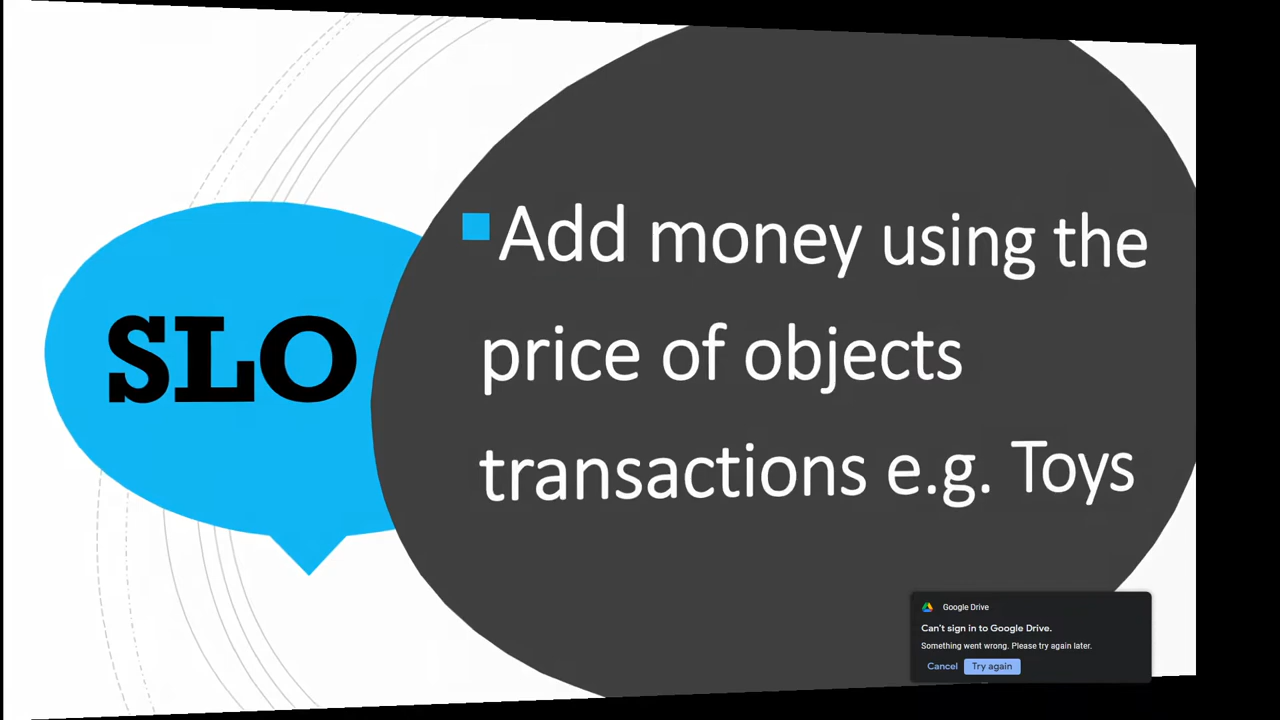 SLO
Add money using the
price of objects
transactions e.g. Toys
Google Drive
Can't sign in to Google Drive.
Something went wrong. Please try again later.
Cancel Try again